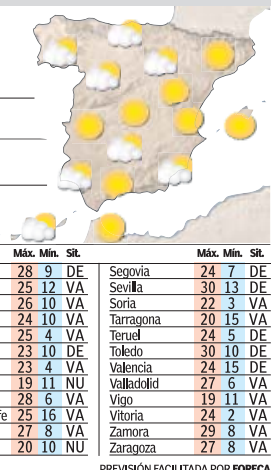 Máx. Mín. Sit.
28 9 DE
25 12 VA
26 10 VA
24 10 VA
25 4 VA
23 10 DE
23 4 VA
19 11 NU
28 6 VA
fe 25 16 VA
27 8 VA
20 10 NU
Máx. Mín. Sit.
Segovia 24 7 DE
Sevilla 30 13 DE
Soria 22 3 VA
Tarragona 20 15 VA
Teruel 24 5 DE
Toledo 30 10 DE
Valencia 24 15 DE
Valladolid 27 6 VA
Vigo 19 11 VA
Vitoria 24 2 VA
Zamora 29 8 VA
Zaragoza 27 8 VA
PREVISIÓN FACILITADA POR FORECA